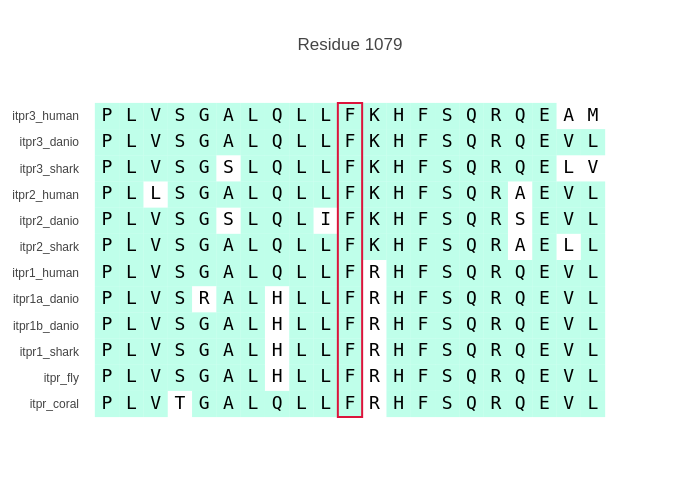 Residue 1079
itpr3_human P L V S G A L Q L L F K H F S Q R Q E A M
itpr3_danio P L V S G A L Q L L F K H F S Q R Q E V L
itpr3_shark P L V S G S L Q L L F K H F S Q R Q E L V
itpr2_human P L L S G A L Q L L F K H F S Q R A E V L
itpr2_danio P L V S G S L Q L I F K H F S Q R S E V L
itpr2_shark P L V S G A L Q L L F K H F S Q R A E L L
itpr1_human P L V S G A L Q L L F R H F S Q R Q E V L
itpr1a_danio P L V S R A L H L L F R H F S Q R Q E V L
itpr1b_danio P L V S G A L H L L F R H F S Q R Q E V L
itpr1_shark P L V S G A L H L L F R H F S Q R Q E V L
itpr_fly P L V S G A L H L L F R H F S Q R Q E V L
itpr_coral P L V T G A L Q L L F R H F S Q R Q E V L